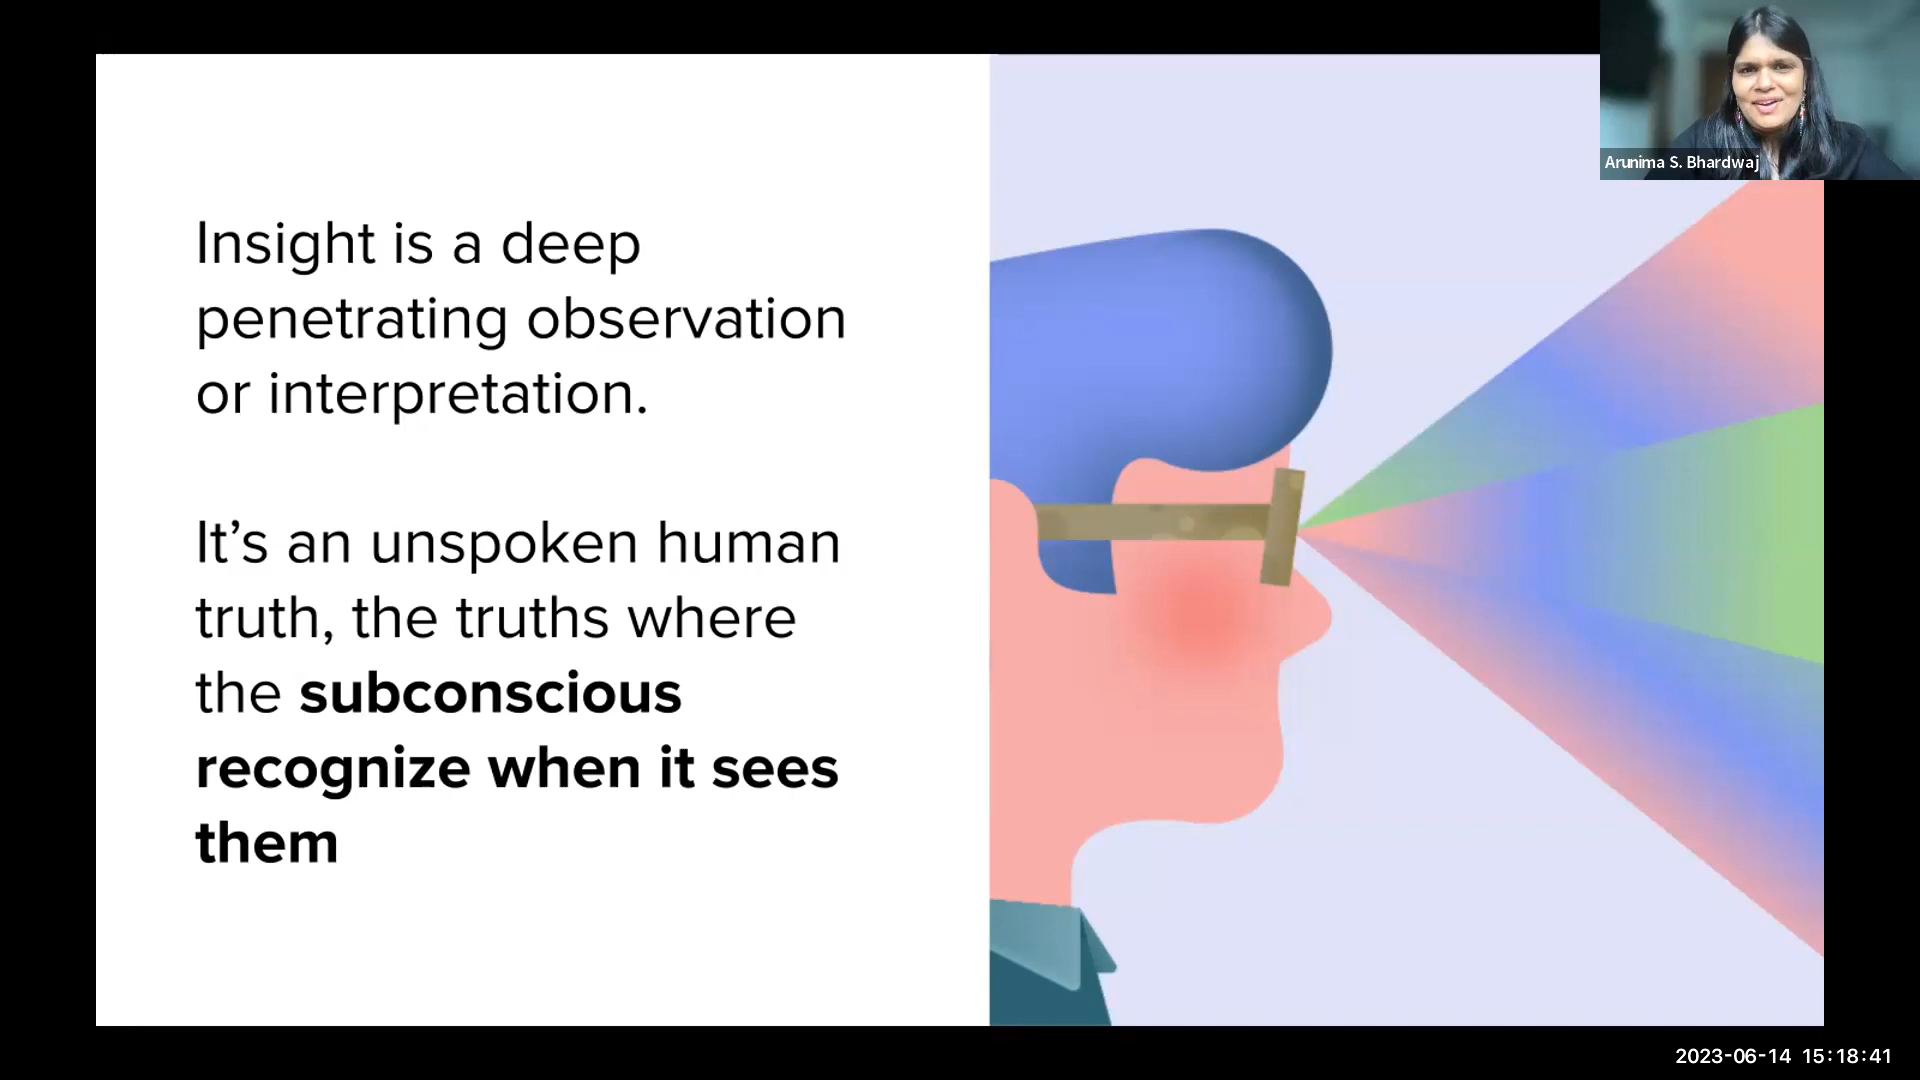 Insight is a deep
penetrating observation
or interpretation.
It’s an unspoken human
truth, the truths where
the subconscious
recognize when it sees
them
Arunima S. Bhardwaj
2023-06-14 15:18:41